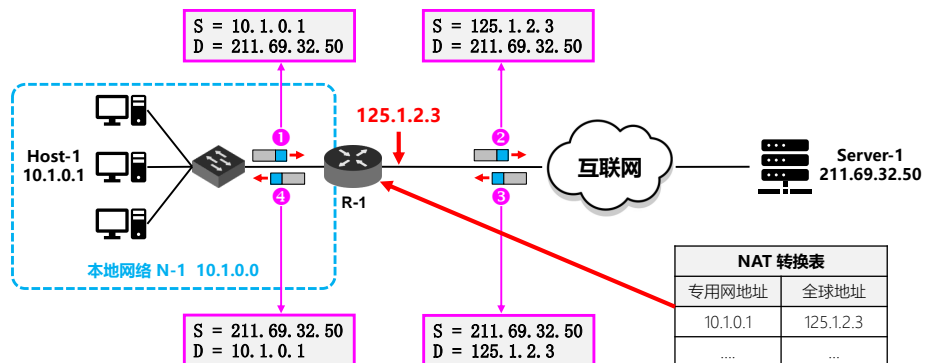 S = 10.1.0.1
D = 211.69.32.50
S = 125.1.2.3
D = 211.69.32.50
125.1.2.3
❶
❷
Host-1
10.1.0.1
互联网
Server-1
211.69.32.50
❹
R-1
❸
本地网络 N-1 10.1.0.0
NAT 转换表
专用网地址 全球地址
10.1.0.1 125.1.2.3
.... ...
S = 211.69.32.50
D = 10.1.0.1
S = 211.69.32.50
D = 125.1.2.3